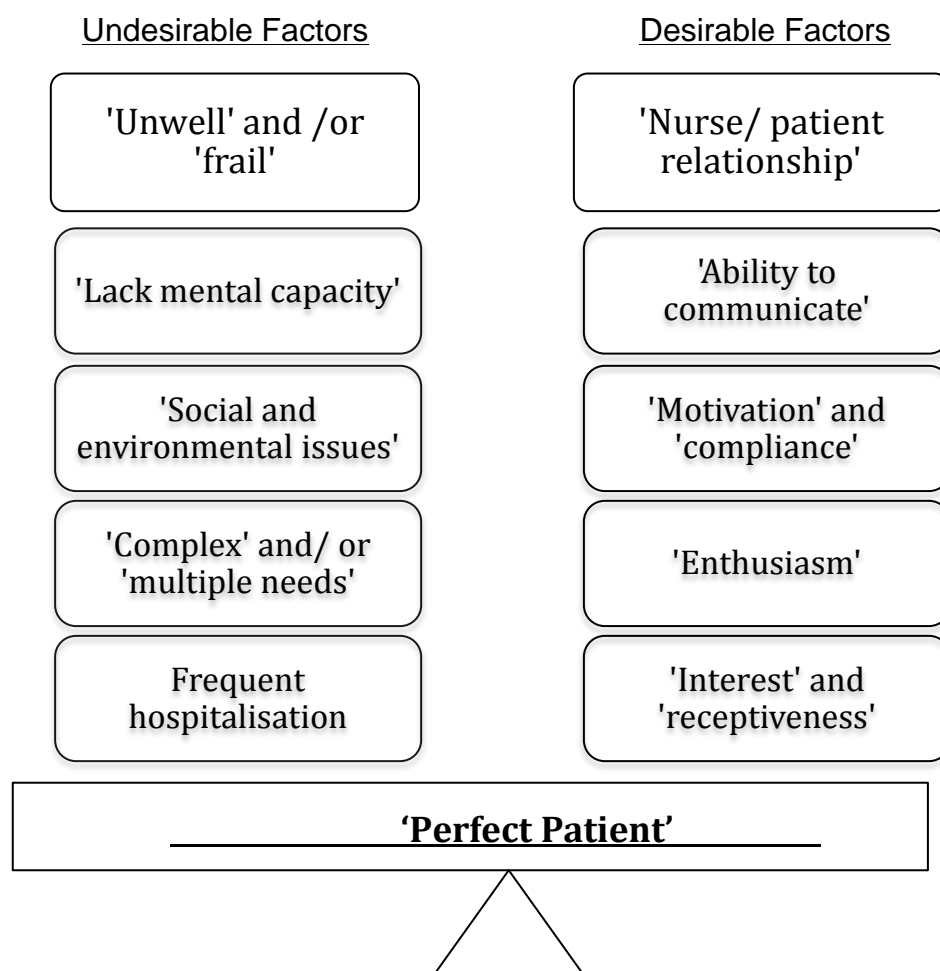 Undesirable Factors
Desirable Factors
'Unwell' and /or
'frail'
'Nurse/ patient
relationship'
'Lack mental capacity'
'Ability to
communicate'
'Social and
environmental issues'
'Motivation' and
'compliance'
'Complex' and/ or
'multiple needs'
'Enthusiasm'
Frequent
hospitalisation
'Interest' and
'receptiveness'
‘Perfect Patient’